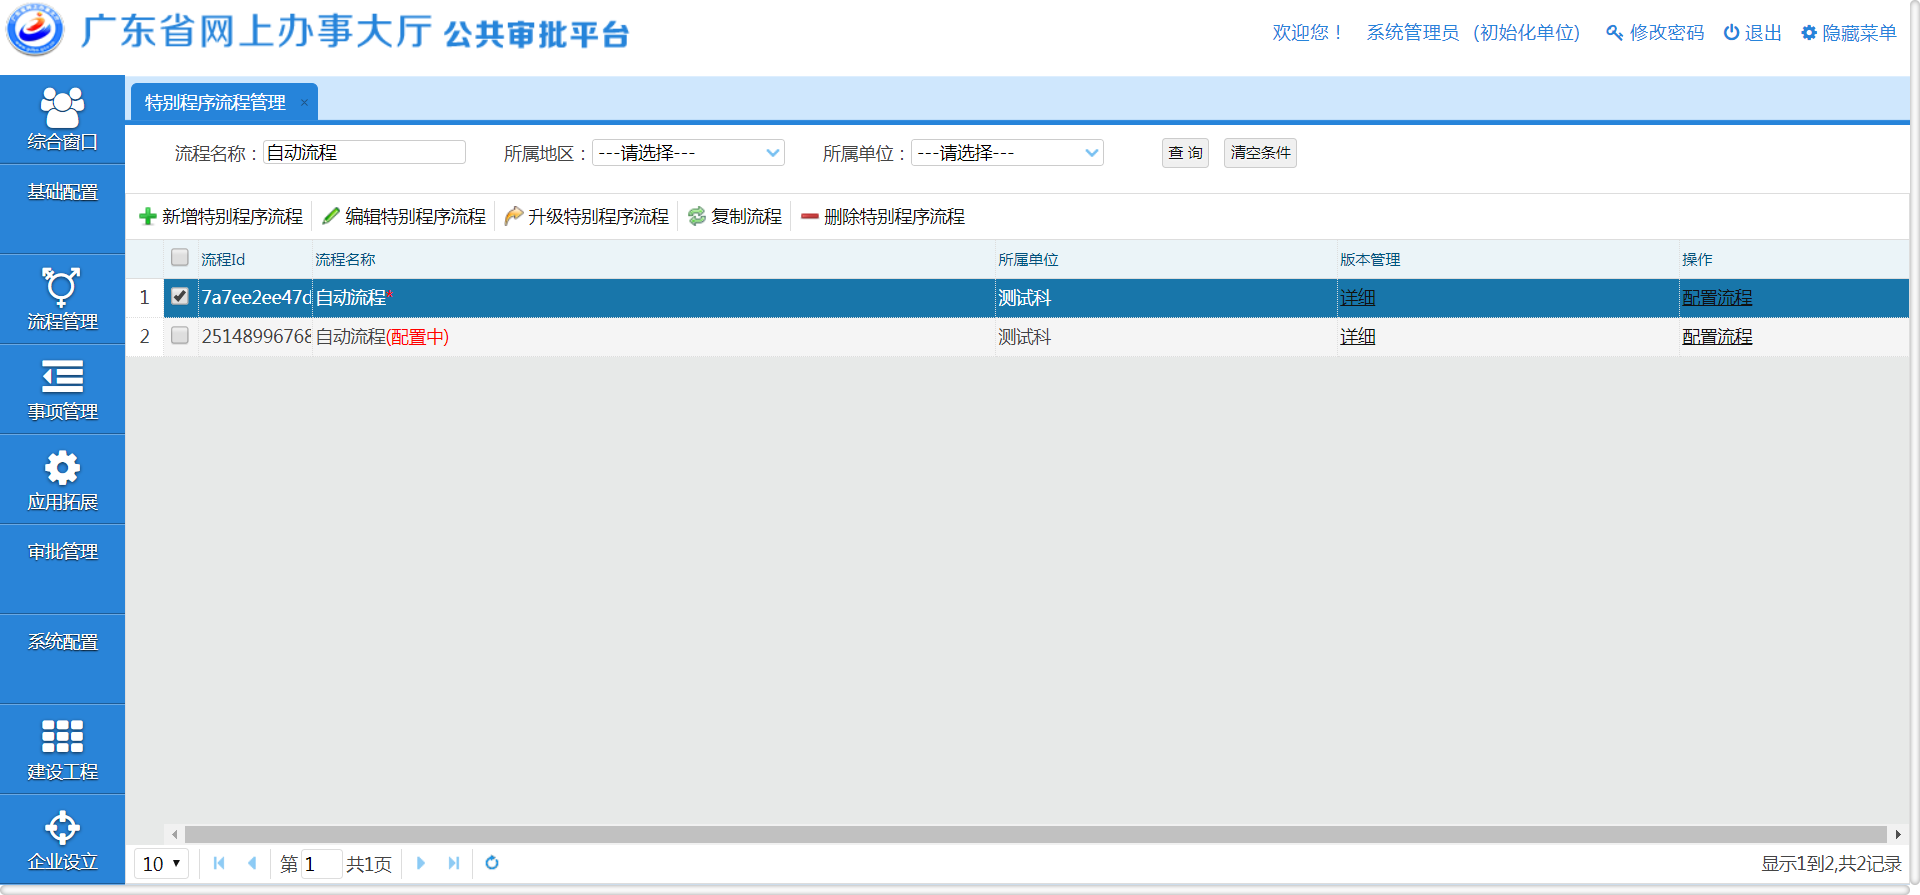 广东省网上办事大厅 公共审批平台
欢迎您！ 系统管理员 (初始化单位) 修改密码 退出 隐藏菜单
综合窗口
基础配置
流程管理
事项管理
应用拓展
审批管理
系统配置
建设工程
企业设立
特别程序流程管理 ×
流程名称： 自动流程 所属地区： ---请选择--- 所属单位： ---请选择--- 查 询 清空条件
新增特别程序流程 编辑特别程序流程 升级特别程序流程 复制流程 删除特别程序流程
流程Id 流程名称 所属单位 版本管理 操作
1 7a7ee2ee47d 自动流程* 测试科 详细 配置流程
2 25148996768 自动流程(配置中) 测试科 详细 配置流程
10 第 1 共1页 显示1到2,共2记录